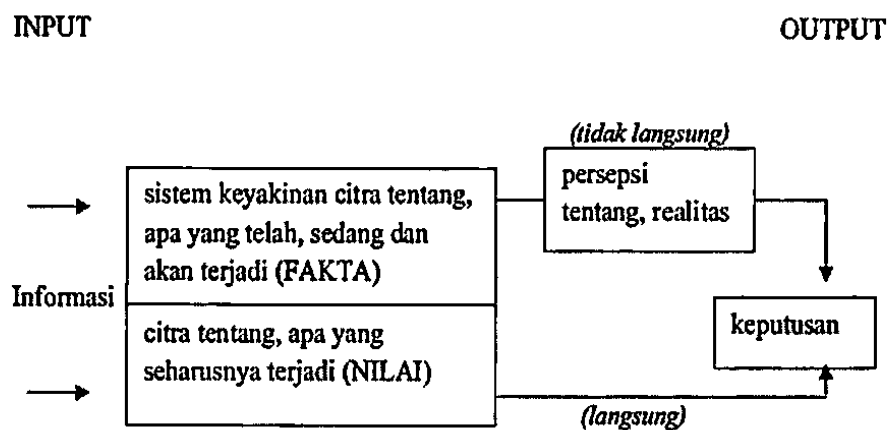 INPUT
OUTPUT
(tidak langsung)
persepsi
tentang, realitas
sistem keyakinan citra tentang,
apa yang telah, sedang dan
akan terjadi (FAKTA)
Informasi
citra tentang, apa yang
seharusnya terjadi (NILAI)
keputusan
(langsung)